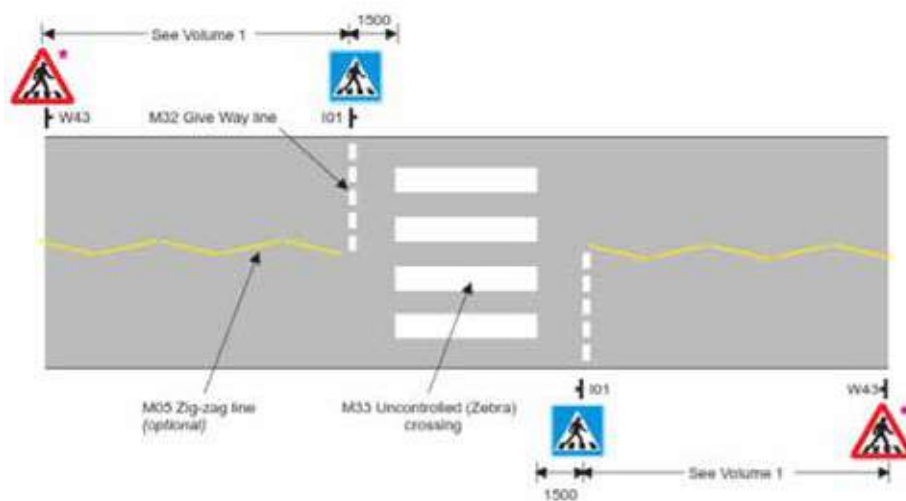 1500
See Volume 1
W43
M32 Give Way line
I01
M05 Zig-zag line
(optional)
M33 Uncontrolled (Zebra)
crossing
I01
W43
See Volume 1
1500